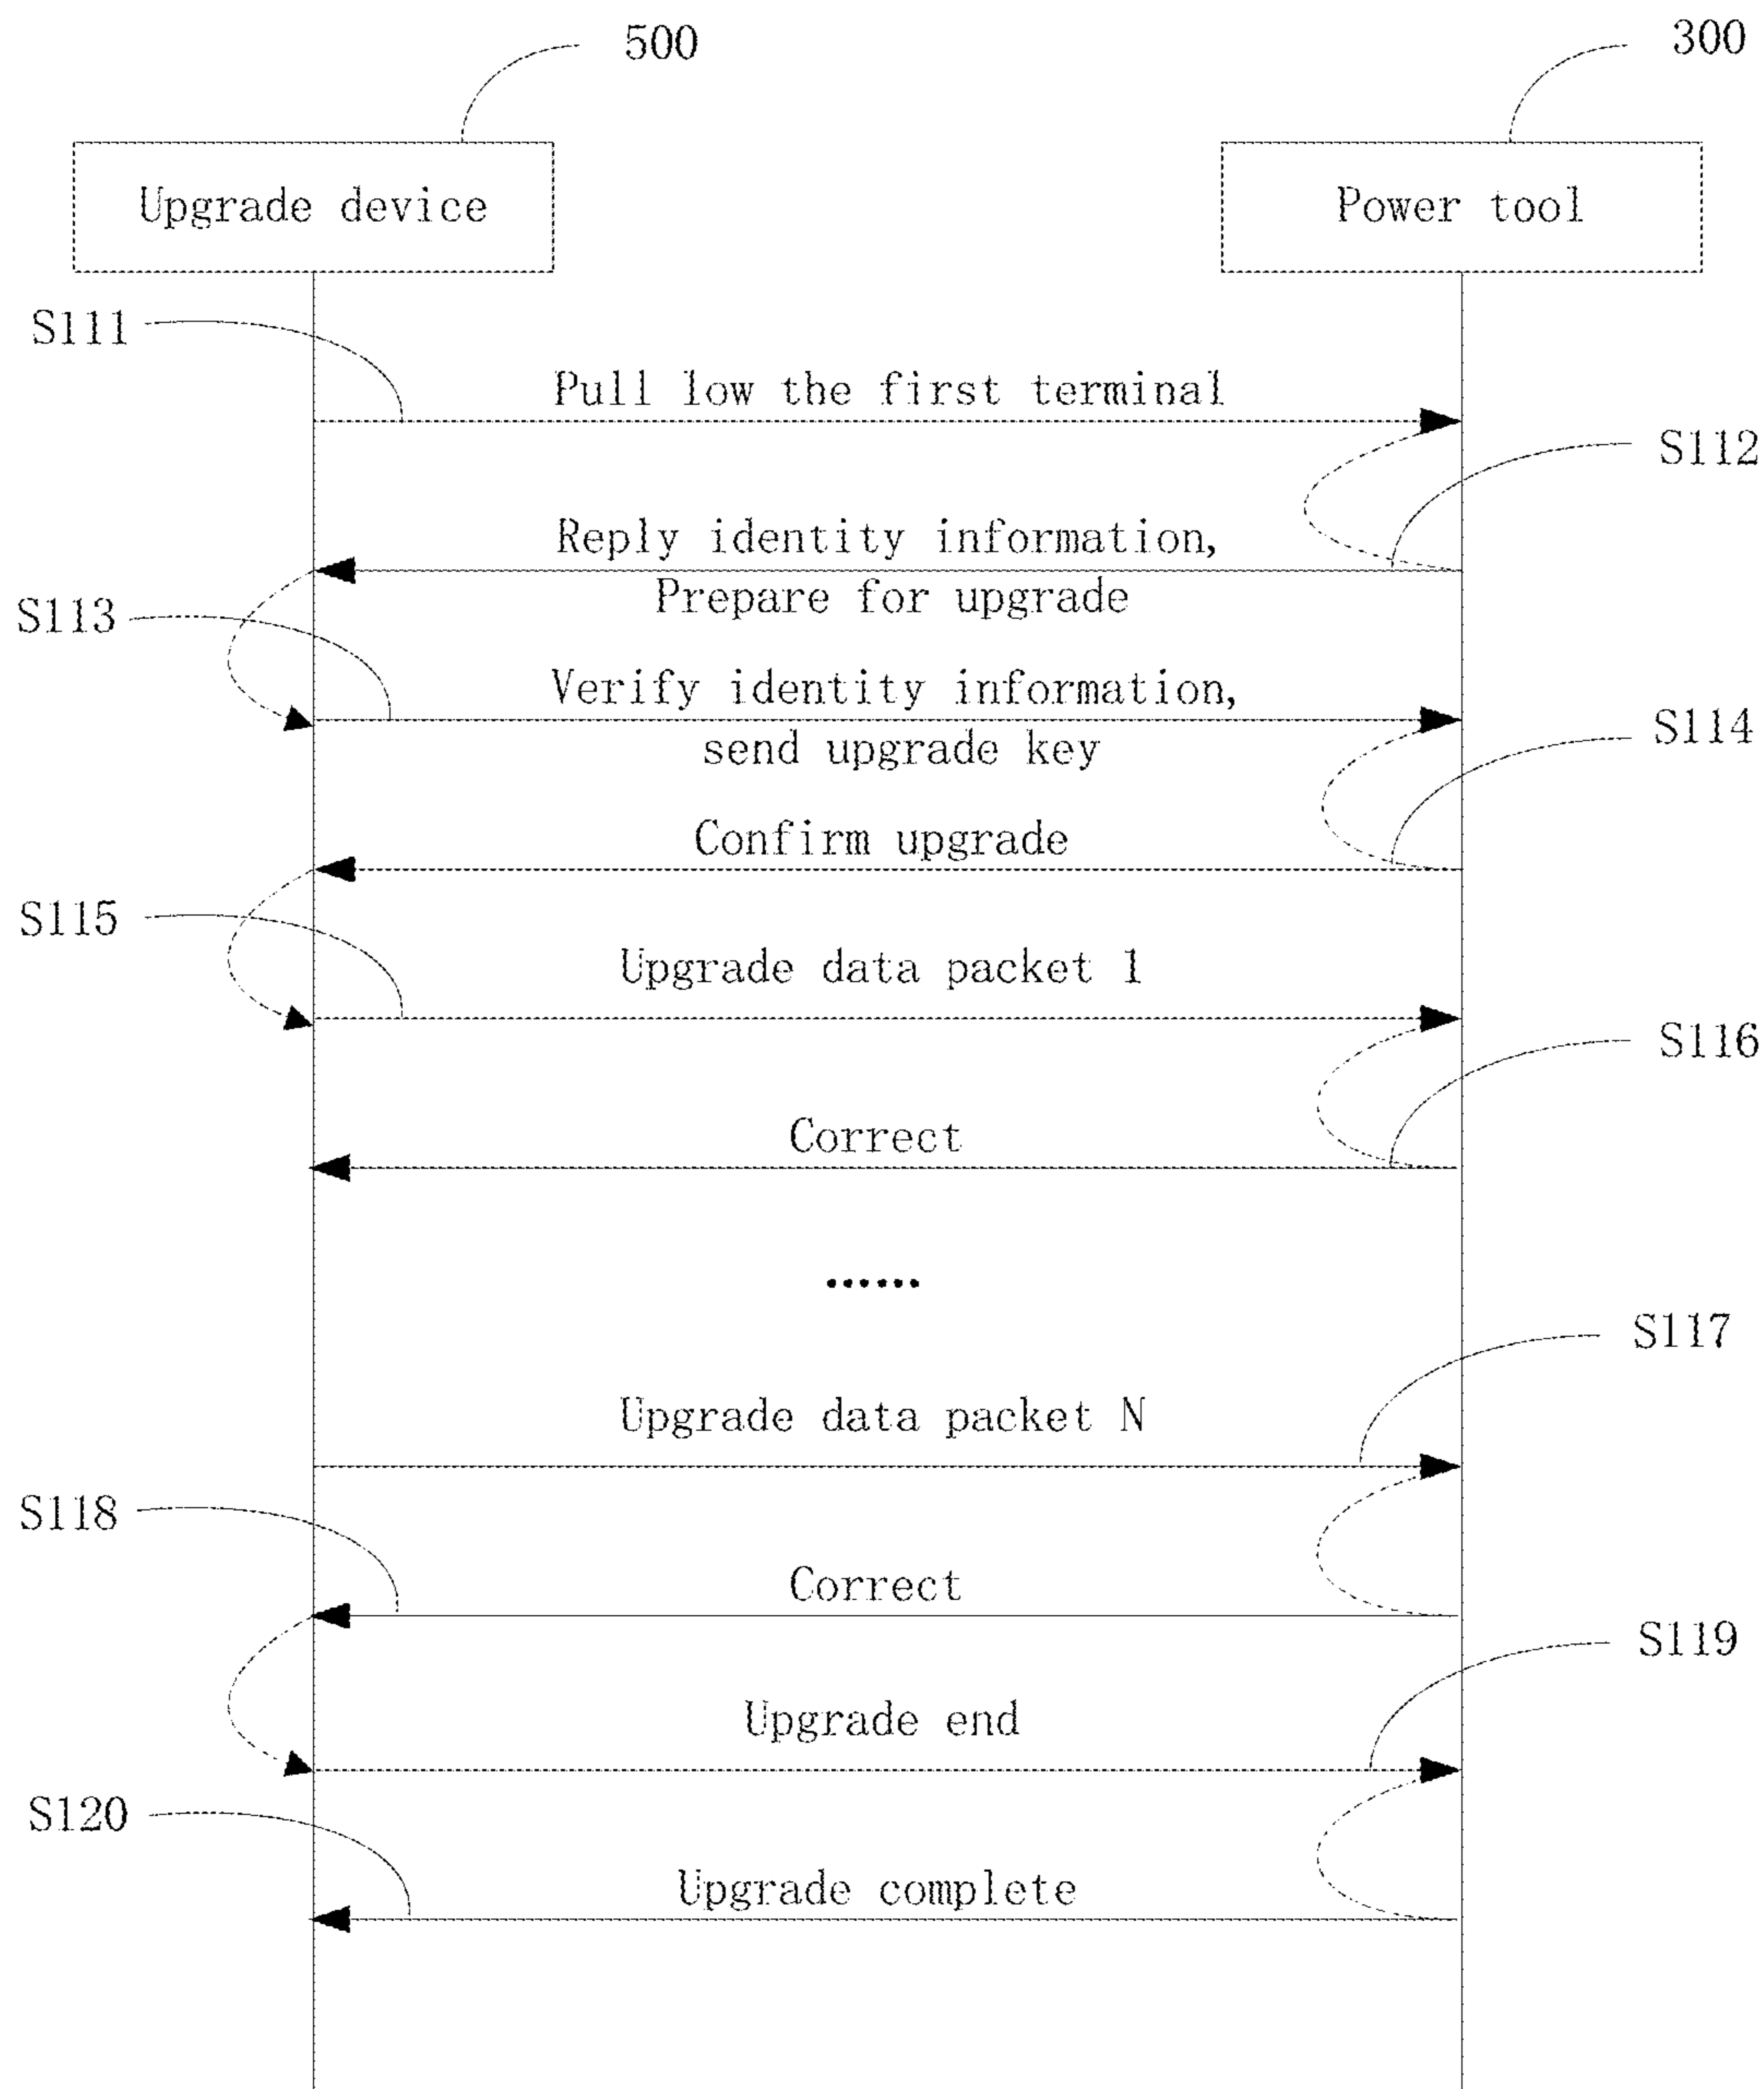 500
300
Upgrade device
Power tool
S111
Pull low the first terminal
S112
Reply identity information,
Prepare for upgrade
S113
Verify identity information,
send upgrade key
S114
Confirm upgrade
S115
Upgrade data packet 1
S116
Correct
......
S117
Upgrade data packet N
S118
Correct
S119
Upgrade end
S120
Upgrade complete